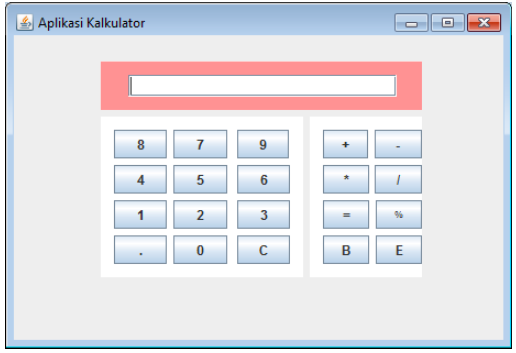 Aplikasi Kalkulator
8 7 9 + -
4 5 6 * /
1 2 3 = %
. 0 C B E